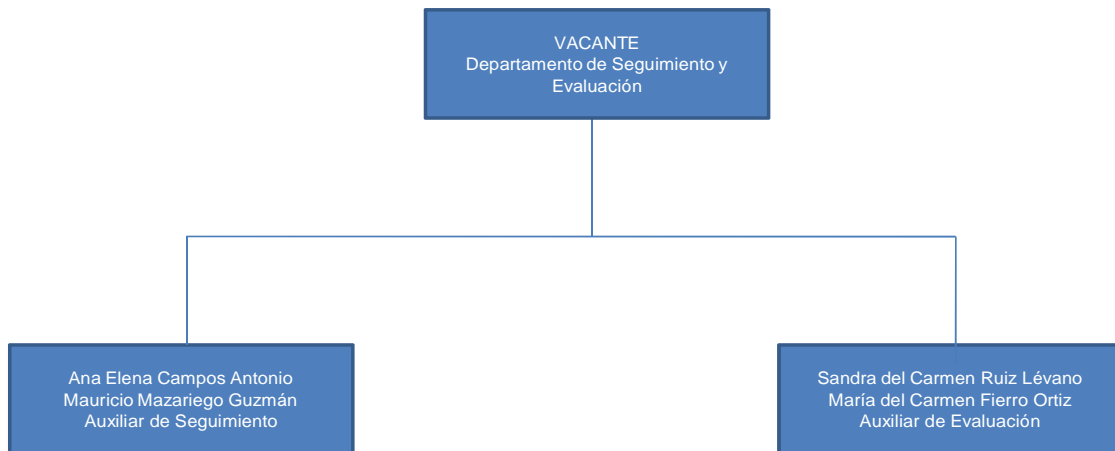 VACANTE
Departamento de Seguimiento y
Evaluación
Ana Elena Campos Antonio
Mauricio Mazariego Guzmán
Auxiliar de Seguimiento
Sandra del Carmen Ruiz Lévano
María del Carmen Fierro Ortiz
Auxiliar de Evaluación